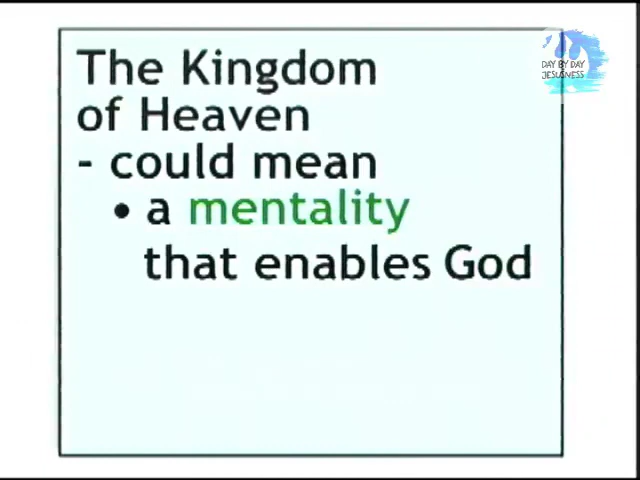 The Kingdom
of Heaven
- could mean
• a mentality
that enables God
DAY BY DAY
JESUSNESS